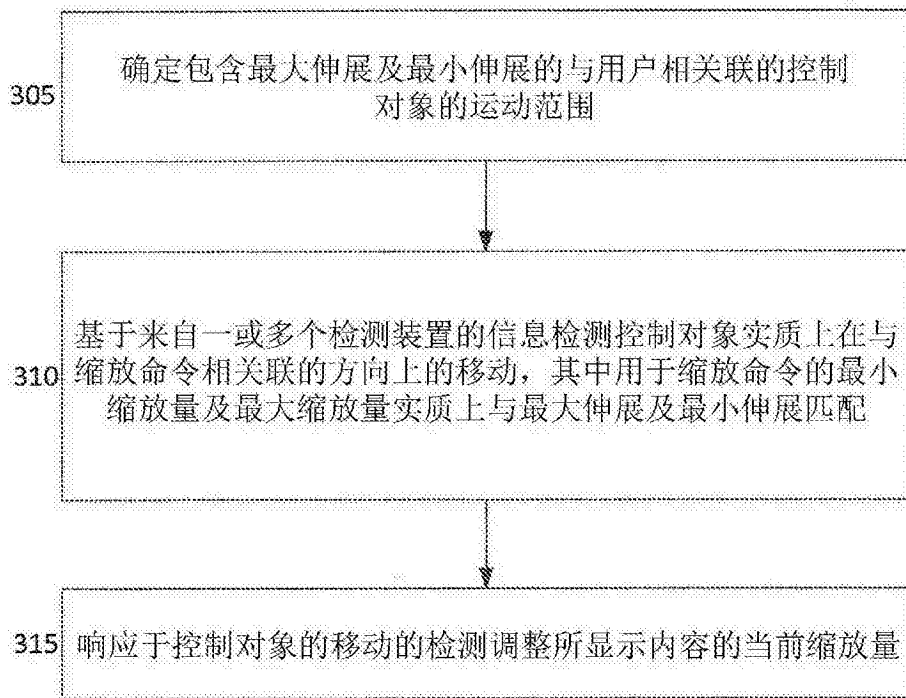 确定包含最大伸展及最小伸展的与用户相关联的控制
305
对象的运动范围
基于来自一或多个检测装置的信息检测控制对象实质上在与
310 缩放命令相关联的方向上的移动，其中用于缩放命令的最小
缩放量及最大缩放量实质上与最大伸展及最小伸展匹配
315 响应于控制对象的移动的检测调整所显示内容的当前缩放量